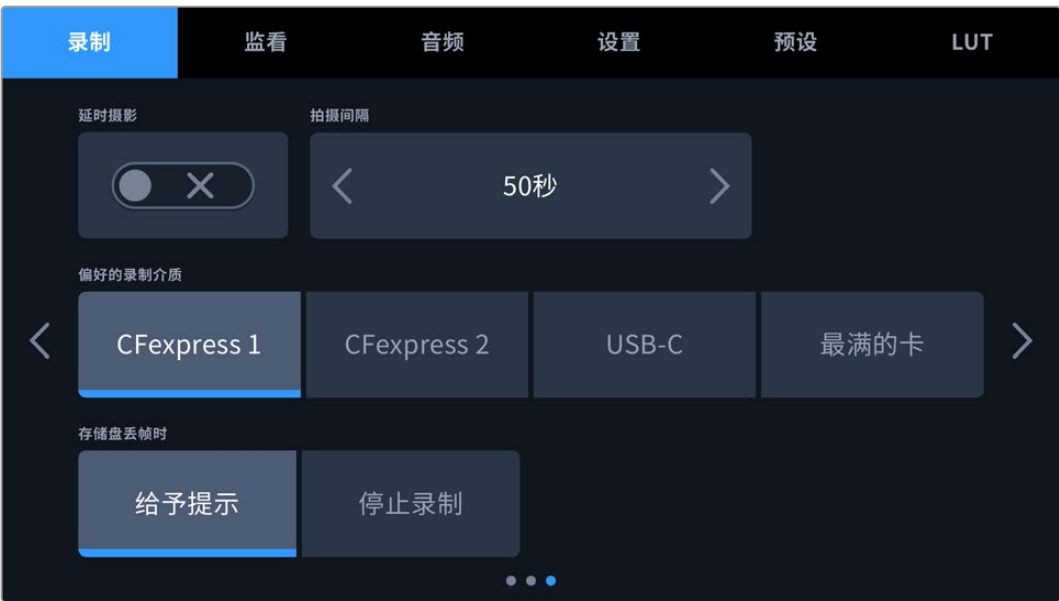 录制 监看 音频 设置 预设 LUT
延时摄影 拍摄间隔
50秒
偏好的录制介质
CFexpress 1 CFexpress 2 USB-C 最满的卡
存储盘丢帧时
给予提示 停止录制